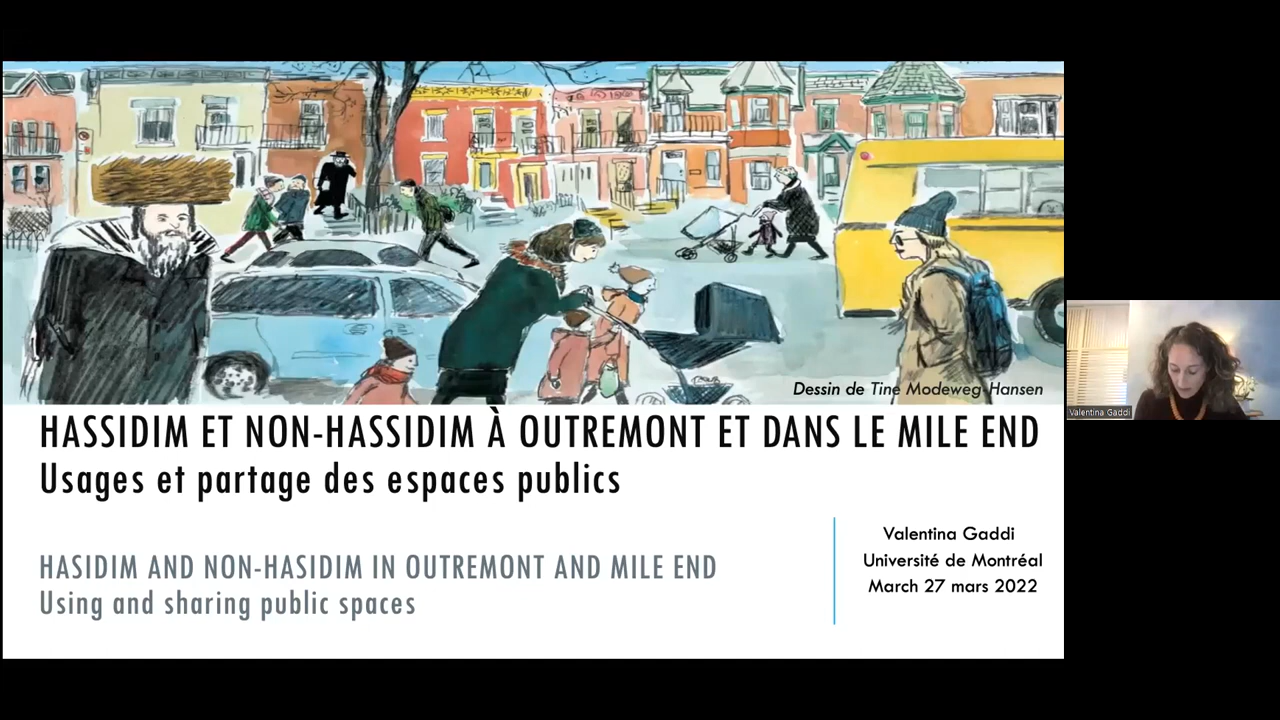 Dessin de Tine Modeweg-Hansen
HASSIDIM ET NON-HASSIDIM À OUTREMONT ET DANS LE MILE END
Usages et partage des espaces publics
HASIDIM AND NON-HASIDIM IN OUTREMONT AND MILE END
Using and sharing public spaces
Valentina Gaddi
Université de Montréal
March 27 mars 2022
Valentina Gaddi